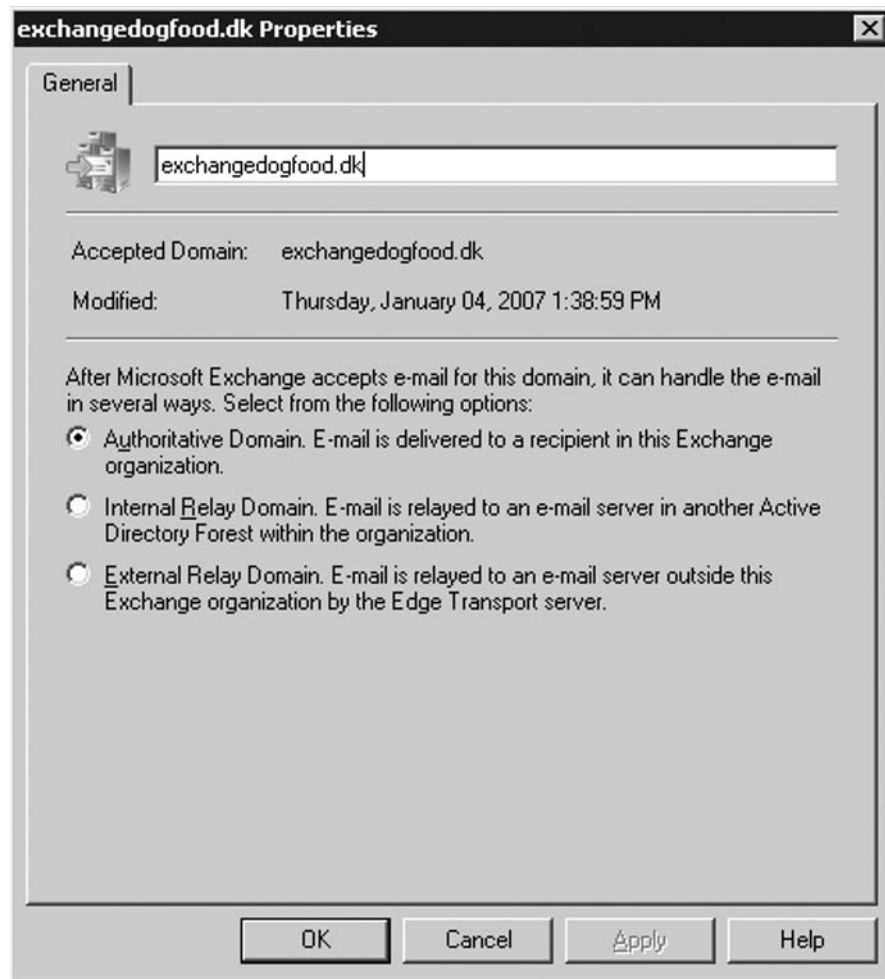 exchangedogfood.dk Properties
General
exchangedogfood.dk
Accepted Domain: exchangedogfood.dk
Modified: Thursday, January 04, 2007 1:38:59 PM
After Microsoft Exchange accepts e-mail for this domain, it can handle the e-mail
in several ways. Select from the following options:
Authoritative Domain. E-mail is delivered to a recipient in this Exchange
organization.
Internal Relay Domain. E-mail is relayed to an e-mail server in another Active
Directory Forest within the organization.
External Relay Domain. E-mail is relayed to an e-mail server outside this
Exchange organization by the Edge Transport server.
OK Cancel Apply Help